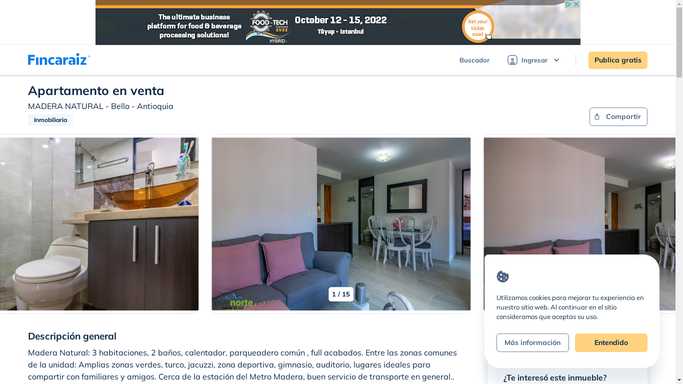 The ultimate business
platform for food & beverage
processing solutions!
FOOD-TECH
HYBRID
October 12 - 15, 2022
Tüyap - Istanbul
Get your
ticket
now!
Fincaraiz
Buscador
Ingresar
Publica gratis
Apartamento en venta
MADERA NATURAL - Bello - Antioquia
Inmobiliaria
Compartir
norte
1 / 15
Utilizamos cookies para mejorar tu experiencia en
nuestro sitio web. Al continuar en el sitio
consideramos que aceptas su uso.
Más información
Entendido
Descripción general
Madera Natural: 3 habitaciones, 2 baños, calentador, parqueadero común , full acabados. Entre las zonas comunes
de la unidad: Amplias zonas verdes, turco, jacuzzi, zona deportiva, gimnasio, auditorio, lugares ideales para
compartir con familiares y amigos. Cerca de la estación del Metro Madera, buen servicio de transporte en general..
¿Te interesó este inmueble?